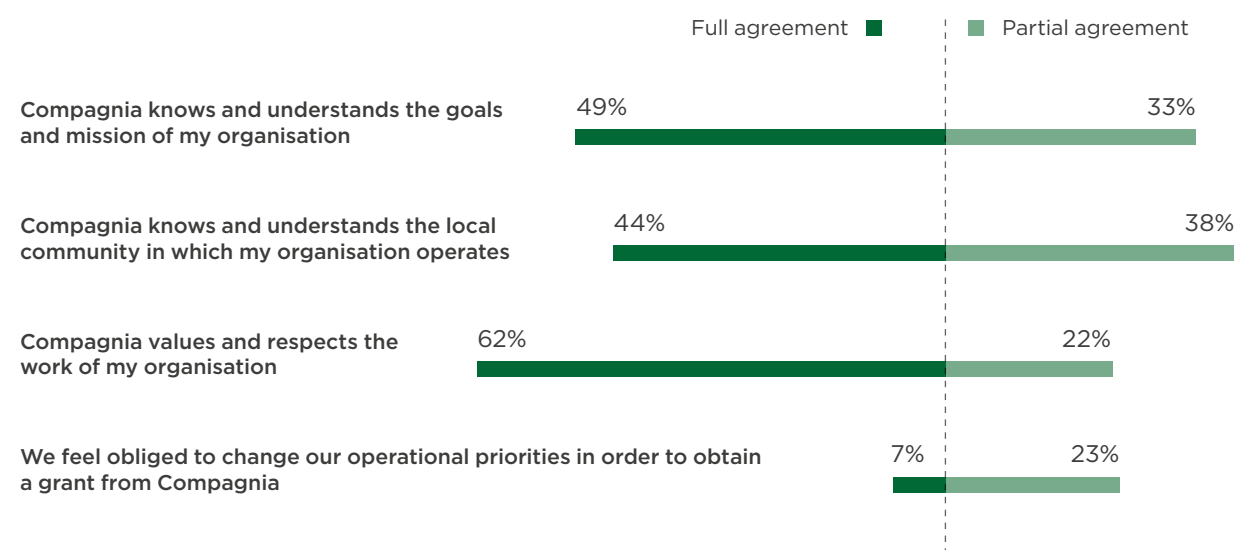 Full agreement
Partial agreement
49%
33%
Compagnia knows and understands the goals
and mission of my organisation
44%
38%
Compagnia knows and understands the local
community in which my organisation operates
62%
22%
Compagnia values and respects the
work of my organisation
7%
23%
We feel obliged to change our operational priorities in order to obtain
a grant from Compagnia